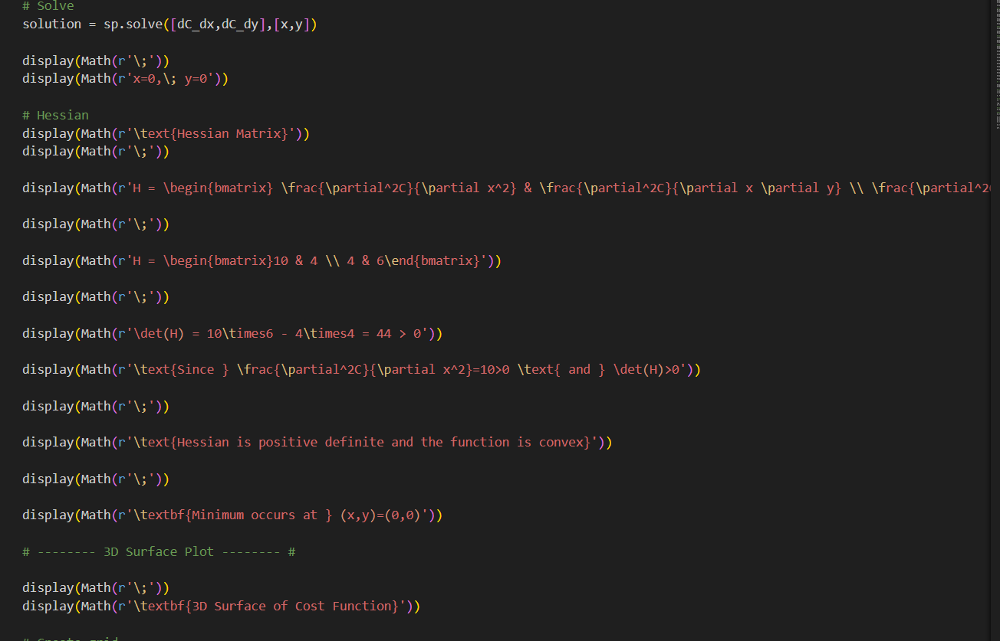 # Solve
solution = sp.solve([dC_dx,dC_dy],[x,y])
display(Math(r'\;'))
display(Math(r'x=0,\; y=0'))
# Hessian
display(Math(r'\text{Hessian Matrix}'))
display(Math(r'\;'))
display(Math(r'H = \begin{bmatrix} \frac{\partial^2C}{\partial x^2} & \frac{\partial^2C}{\partial x \partial y} \\ \frac{\partial^2
display(Math(r'\;'))
display(Math(r'H = \begin{bmatrix}10 & 4 \\ 4 & 6\end{bmatrix}'))
display(Math(r'\;'))
display(Math(r'\det(H) = 10\times6 - 4\times4 = 44 > 0'))
display(Math(r'\text{Since } \frac{\partial^2C}{\partial x^2}=10>0 \text{ and } \det(H)>0'))
display(Math(r'\;'))
display(Math(r'\text{Hessian is positive definite and the function is convex}'))
display(Math(r'\;'))
display(Math(r'\textbf{Minimum occurs at } (x,y)=(0,0)'))
# -------- 3D Surface Plot -------- #
display(Math(r'\;'))
display(Math(r'\textbf{3D Surface of Cost Function}'))
# Create grid